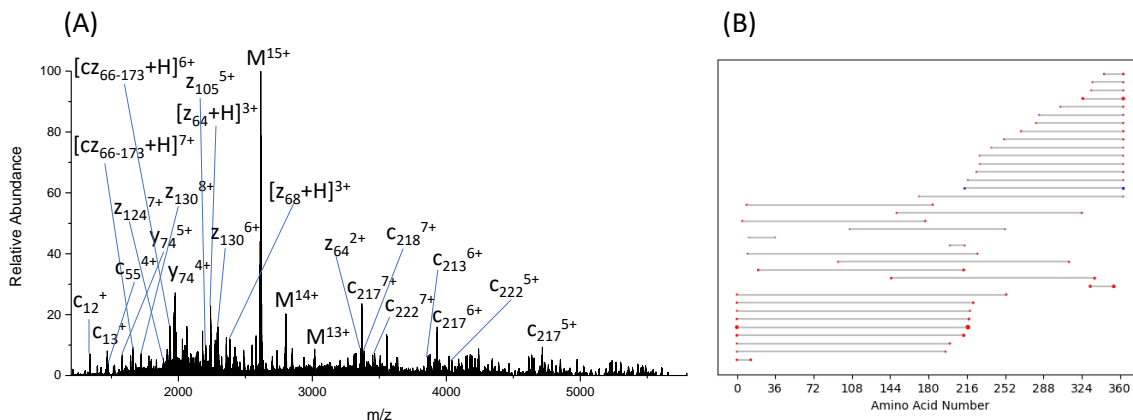 (A)
(B)
[cz66-173+H]6+
z105 5+
M15+
[z64+H]3+
[cz66-173+H]7+
[z68+H]3+
z130 8+
z124 7+
y74 5+
z130 6+
z64 2+
c218 7+
c55 4+
y74 4+
c213 6+
c12+
c217 7+
c222 5+
c13+
M14+
c222 7+
c217 6+
M13+
c217 5+
100
80
60
40
20
0
Relative Abundance
2000 3000 4000 5000
m/z
0 36 72 108 144 180 216 252 288 324 360
Amino Acid Number